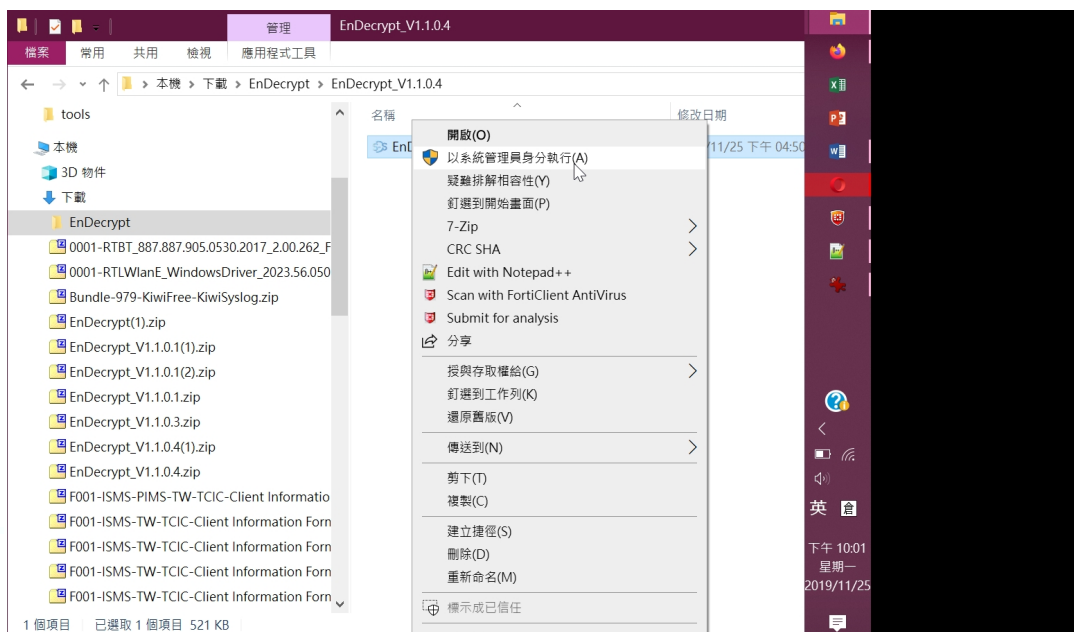 管理
EnDecrypt_V1.1.0.4
檔案
常用
共用
檢視
應用程式工具
本機 > 下載 > EnDecrypt > EnDecrypt_V1.1.0.4
tools
本機
3D 物件
下載
EnDecrypt
0001-RTBT_887.887.905.0530.2017_2.00.262_F
0001-RTLWlanE_WindowsDriver_2023.56.050
Bundle-979-KiwiFree-KiwiSyslog.zip
EnDecrypt(1).zip
EnDecrypt_V1.1.0.1(1).zip
EnDecrypt_V1.1.0.1(2).zip
EnDecrypt_V1.1.0.1.zip
EnDecrypt_V1.1.0.3.zip
EnDecrypt_V1.1.0.4(1).zip
EnDecrypt_V1.1.0.4.zip
F001-ISMS-PIMS-TW-TCIC-Client Informatio
F001-ISMS-TW-TCIC-Client Information Forn
F001-ISMS-TW-TCIC-Client Information Forn
F001-ISMS-TW-TCIC-Client Information Forn
F001-ISMS-TW-TCIC-Client Information Forn
名稱
修改日期
EnD
/11/25 下午 04:50
開啟(O)
以系統管理員身分執行(A)
疑難排解相容性(Y)
釘選到開始畫面(P)
7-Zip
CRC SHA
Edit with Notepad++
Scan with FortiClient AntiVirus
Submit for analysis
分享
授與存取權給(G)
釘選到工作列(K)
還原舊版(V)
傳送到(N)
剪下(T)
複製(C)
建立捷徑(S)
刪除(D)
重新命名(M)
標示成已信任
1 個項目
已選取 1 個項目 521 KB
英
倉
下午 10:01
星期一
2019/11/25